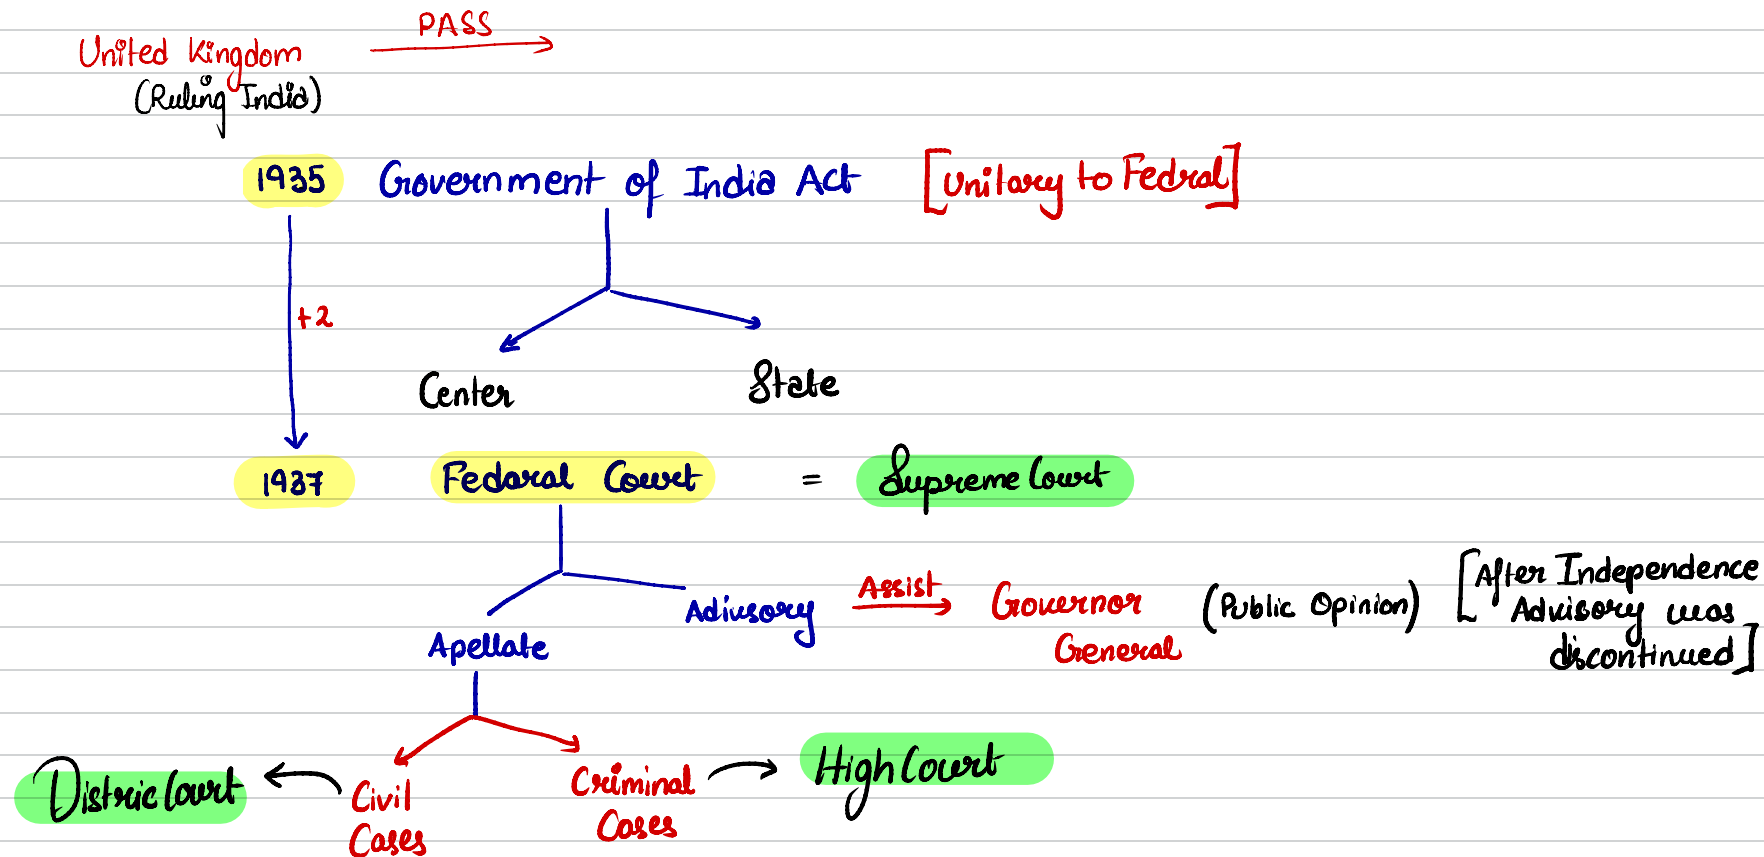 PASS
United Kingdom
(Ruling India)
1935 Government of India Act [Unitary to Fedral]
+2
Center State
1937 Fedaral Court = Supreme Court
Assist
Adivsory Governor General (Public Opinion) [After Independence
Advisory was
discontinued]
Apellate
Distric Court Civil Cases Criminal Cases High Court